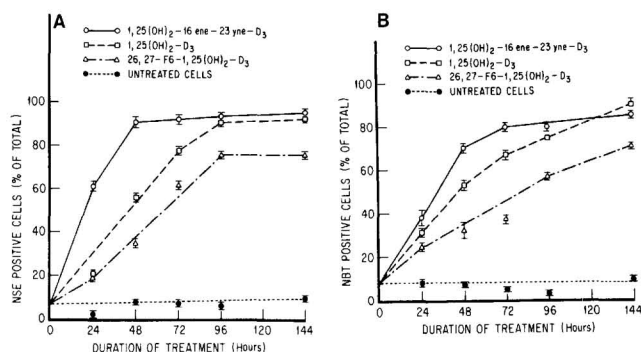 A
1,25(OH)2-16 ene-23 yne-D3
1,25(OH)2-D3
26,27-F6-1,25(OH)2-D3
UNTREATED CELLS
NSE POSITIVE CELLS (% OF TOTAL)
100
80
60
40
20
0
0 24 48 72 96 120 144
DURATION OF TREATMENT (Hours)
B
1,25(OH)2-16 ene-23 yne-D3
1,25(OH)2-D3
26,27-F6-1,25(OH)2-D3
UNTREATED CELLS
NBT POSITIVE CELLS (% OF TOTAL)
100
80
60
40
20
0
0 24 48 72 96 120 144
DURATION OF TREATMENT (Hours)